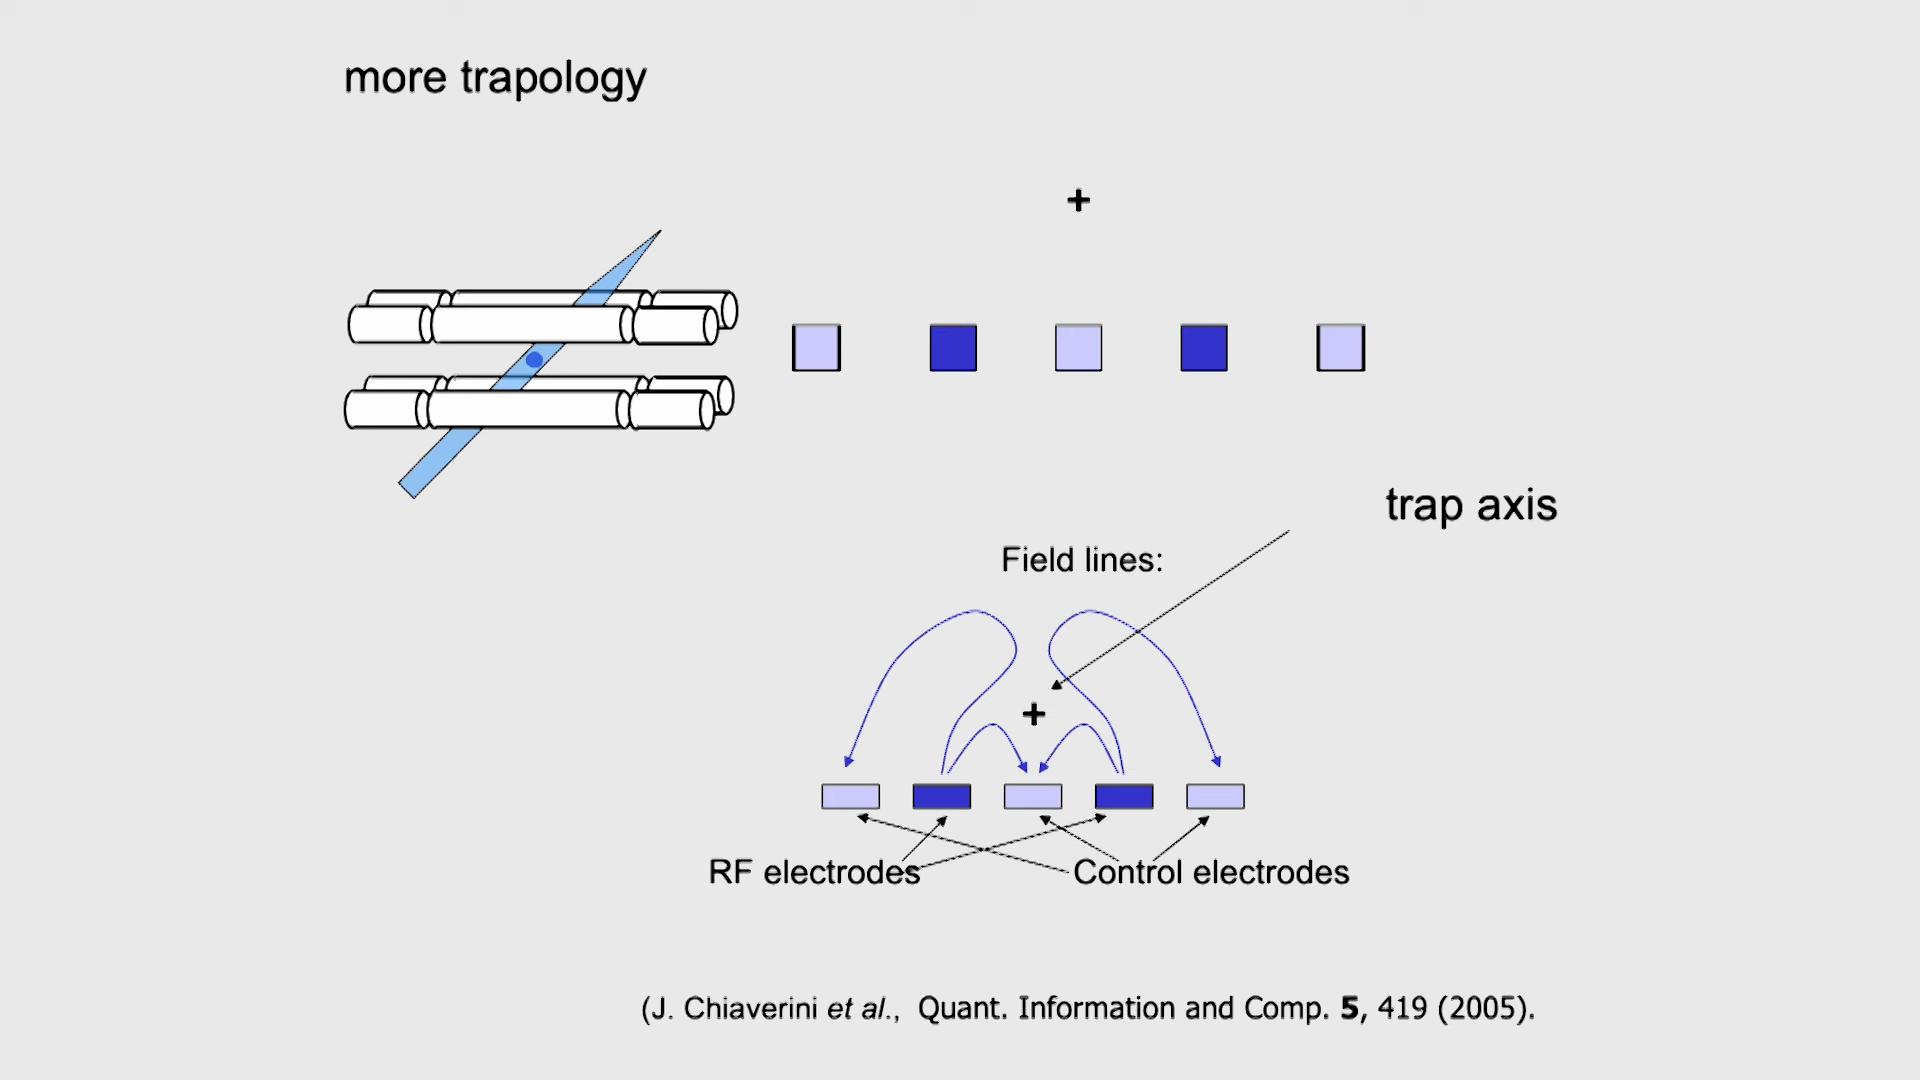 more trapology
+
trap axis
Field lines:
+
RF electrodes
Control electrodes
(J. Chiaverini et al., Quant. Information and Comp. 5, 419 (2005).